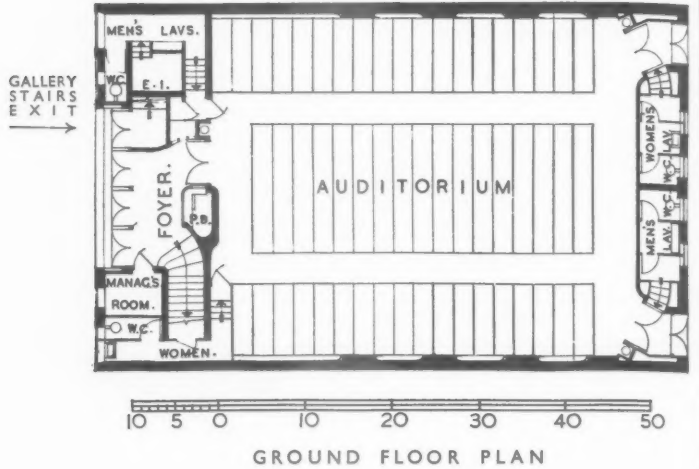 MEN'S LAVS.
GALLERY
STAIRS
EXIT
W.C.
E.I.
FOYER.
P.B.
AUDITORIUM
WOMEN'S
LAV.
W.C.
W.C.
MEN'S
LAV.
MANAG'S.
ROOM.
W.C.
WOMEN.
10 5 0 10 20 30 40 50
GROUND FLOOR PLAN